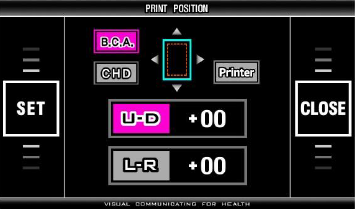 PRINT POSITION
B.C.A.
CHD
Printer
SET
CLOSE
U-D +00
L-R +00
VISUAL COMMUNICATING FOR HEALTH